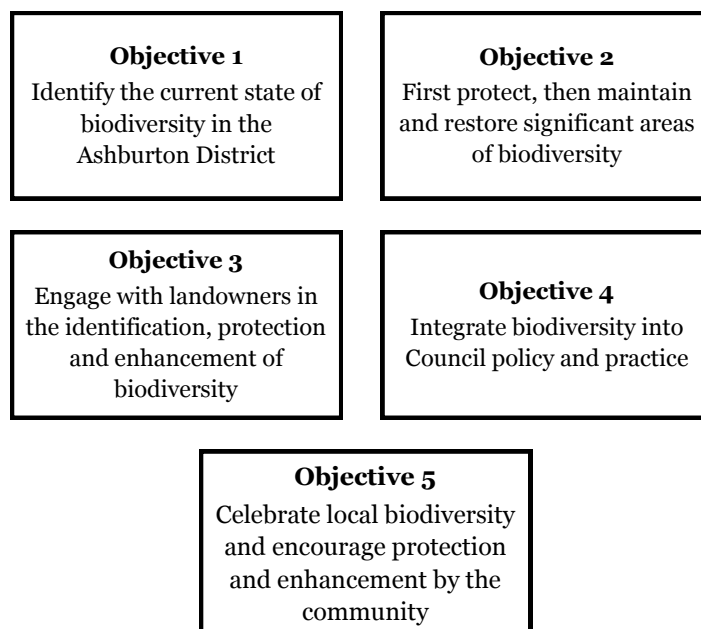 Objective 1
Identify the current state of
biodiversity in the
Ashburton District
Objective 2
First protect, then maintain
and restore significant areas
of biodiversity
Objective 3
Engage with landowners in
the identification, protection
and enhancement of
biodiversity
Objective 4
Integrate biodiversity into
Council policy and practice
Objective 5
Celebrate local biodiversity
and encourage protection
and enhancement by the
community